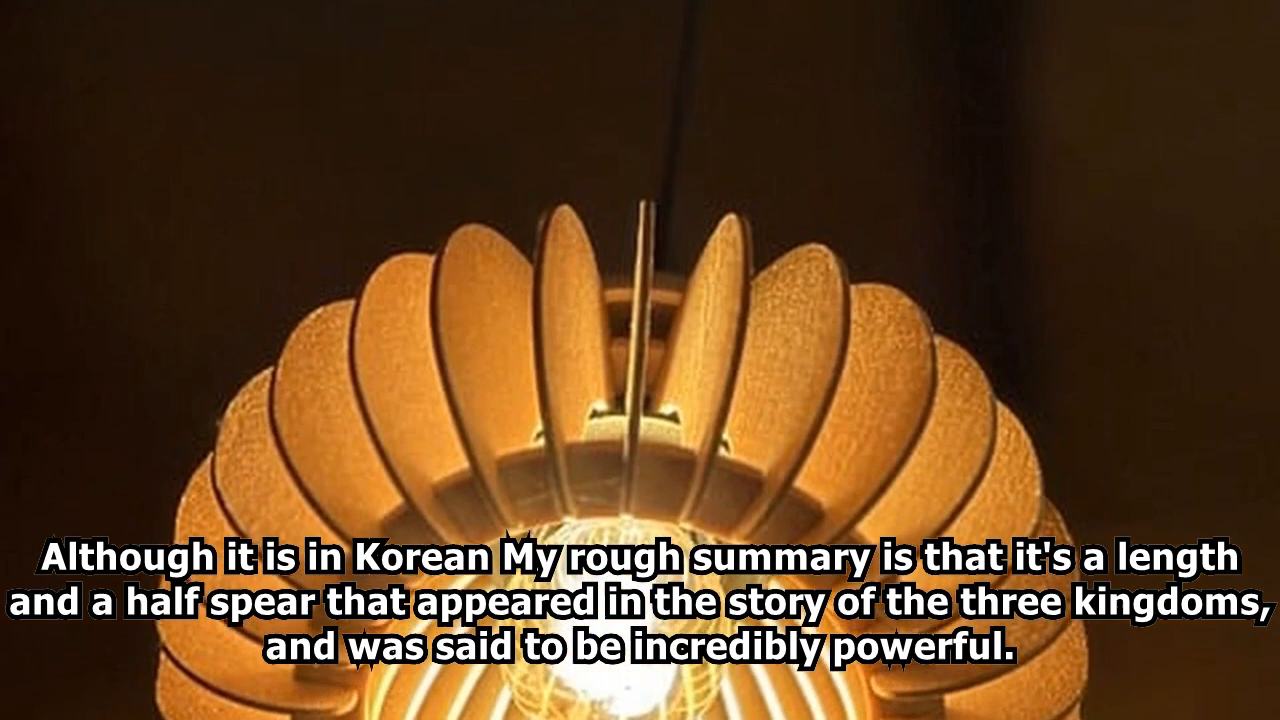 Although it is in Korean My rough summary is that it's a length
and a half spear that appeared in the story of the three kingdoms,
and was said to be incredibly powerful.